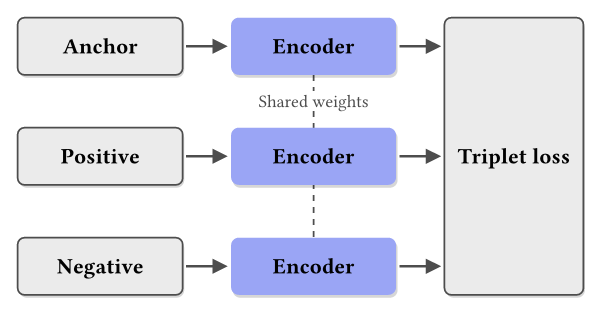 Anchor
Encoder
Shared weights
Positive
Encoder
Triplet loss
Negative
Encoder